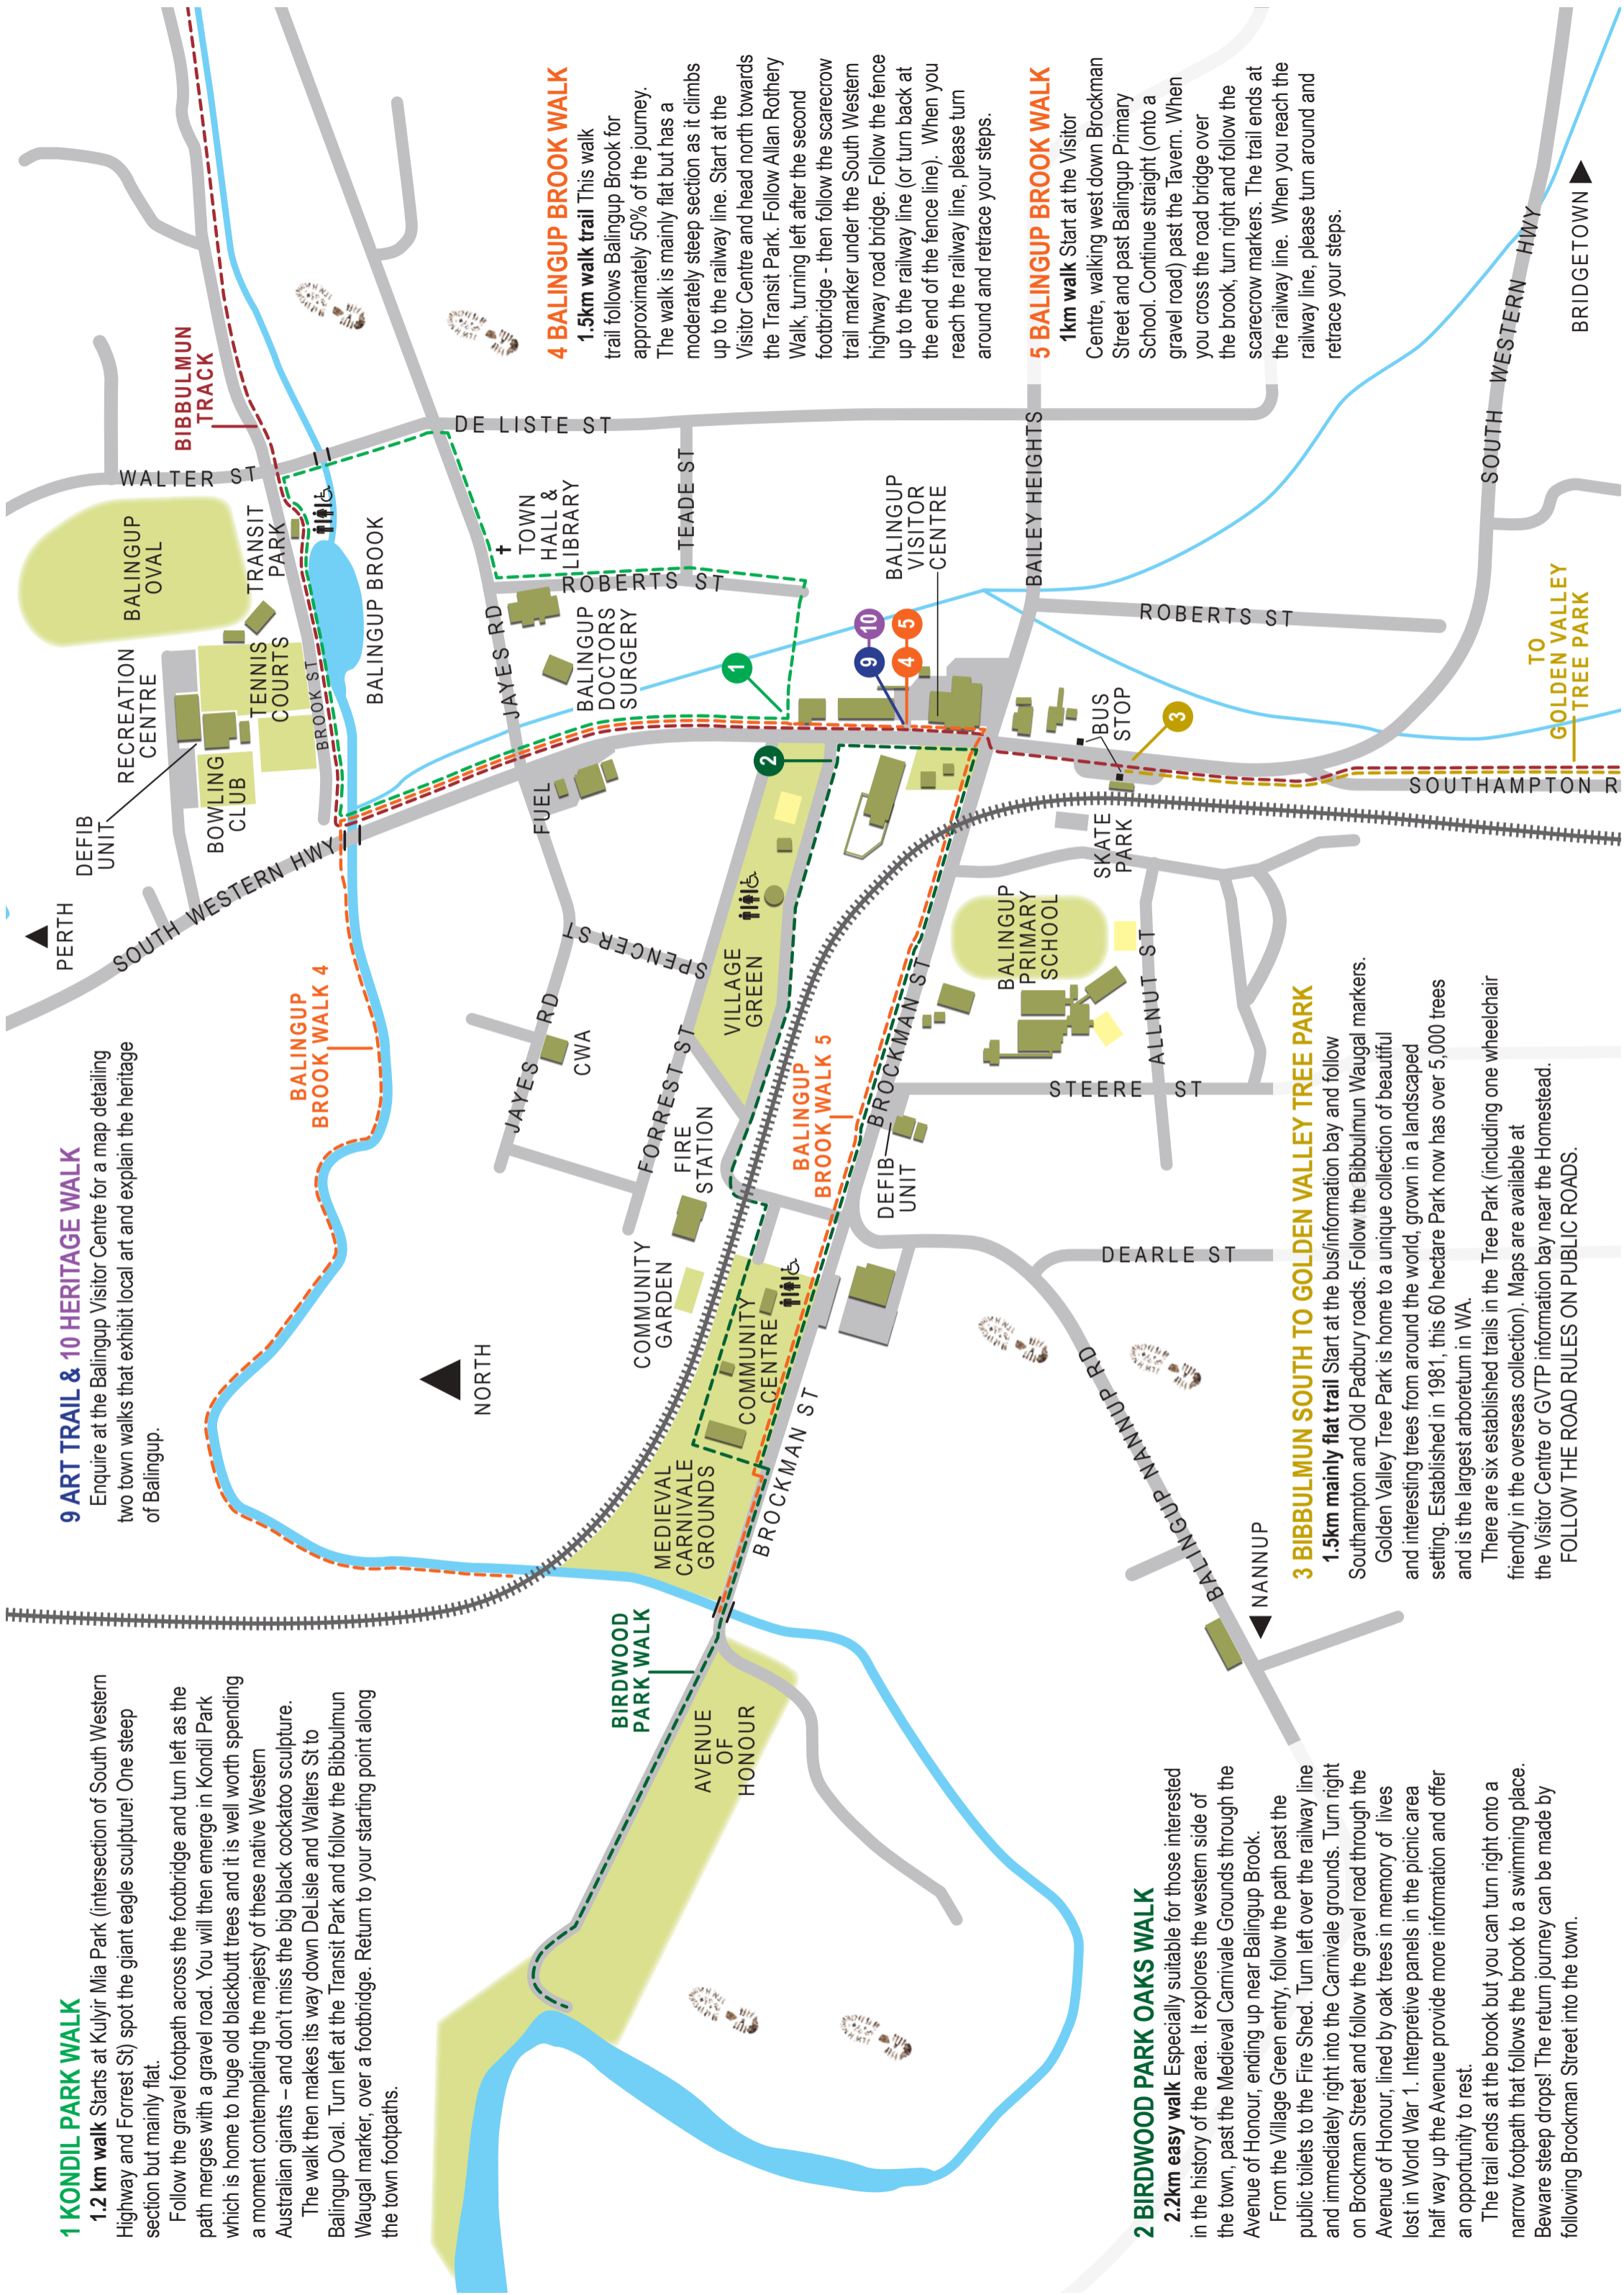 1 KONDIL PARK WALK
1.2 km walk Starts at Kulyir Mia Park (intersection of South Western
Highway and Forrest St) spot the giant eagle sculpture! One steep
section but mainly flat.
Follow the gravel footpath across the footbridge and turn left as the
path merges with a gravel road. You will then emerge in Kondil Park
which is home to huge old blackbutt trees and it is well worth spending
a moment contemplating the majesty of these native Western
Australian giants – and don't miss the big black cockatoo sculpture.
The walk then makes its way down DeLisle and Walters St to
Balingup Oval. Turn left at the Transit Park and follow the Bibbulmun
Waugal marker, over a footbridge. Return to your starting point along
the town footpaths.
9 ART TRAIL & 10 HERITAGE WALK
Enquire at the Balingup Visitor Centre for a map detailing
two town walks that exhibit local art and explain the heritage
of Balingup.
PERTH
SOUTH WESTERN HWY
DEFIB
UNIT
RECREATION
CENTRE
BOWLING
CLUB
TENNIS
COURTS
BALINGUP
OVAL
TRANSIT
PARK
BROOK ST
WALTER ST
BIBBULMUN
TRACK
BALINGUP
BROOK WALK 4
BALINGUP BROOK
NORTH
JAYES RD
CWA
SPENCER ST
FUEL
JAYES RD
BALINGUP
DOCTORS
SURGERY
TOWN
HALL &
LIBRARY
DE LISTE ST
ROBERTS ST
TEADE ST
FORREST ST
FIRE
STATION
COMMUNITY
GARDEN
VILLAGE
GREEN
2
1
9
10
4
5
BALINGUP
VISITOR
CENTRE
BIRDWOOD
PARK WALK
AVENUE
OF
HONOUR
MEDIEVAL
CARNIVALE
GROUNDS
COMMUNITY
CENTRE
BROCKMAN ST
BALINGUP
BROOK WALK 5
BROCKMAN ST
DEFIB
UNIT
BALINGUP
PRIMARY
SCHOOL
SKATE
PARK
BUS
STOP
3
BAILEY HEIGHTS
ROBERTS ST
STEERE ST
ALLNUT ST
DEARLE ST
BALINGUP NANNUP RD
NANNUP
SOUTHAMPTON R
TO
GOLDEN VALLEY
TREE PARK
SOUTH WESTERN HWY
BRIDGETOWN
4 BALINGUP BROOK WALK
1.5km walk trail This walk
trail follows Balingup Brook for
approximately 50% of the journey.
The walk is mainly flat but has a
moderately steep section as it climbs
up to the railway line. Start at the
Visitor Centre and head north towards
the Transit Park. Follow Allan Rothery
Walk, turning left after the second
footbridge - then follow the scarecrow
trail marker under the South Western
highway road bridge. Follow the fence
up to the railway line (or turn back at
the end of the fence line). When you
reach the railway line, please turn
around and retrace your steps.
5 BALINGUP BROOK WALK
1km walk Start at the Visitor
Centre, walking west down Brockman
Street and past Balingup Primary
School. Continue straight (onto a
gravel road) past the Tavern. When
you cross the road bridge over
the brook, turn right and follow the
scarecrow markers. The trail ends at
the railway line. When you reach the
railway line, please turn around and
retrace your steps.
2 BIRDWOOD PARK OAKS WALK
2.2km easy walk Especially suitable for those interested
in the history of the area. It explores the western side of
the town, past the Medieval Carnivale Grounds through the
Avenue of Honour, ending up near Balingup Brook.
From the Village Green entry, follow the path past the
public toilets to the Fire Shed. Turn left over the railway line
and immediately right into the Carnivale grounds. Turn right
on Brockman Street and follow the gravel road through the
Avenue of Honour, lined by oak trees in memory of lives
lost in World War 1. Interpretive panels in the picnic area
half way up the Avenue provide more information and offer
an opportunity to rest.
The trail ends at the brook but you can turn right onto a
narrow footpath that follows the brook to a swimming place.
Beware steep drops! The return journey can be made by
following Brockman Street into the town.
3 BIBBULMUN SOUTH TO GOLDEN VALLEY TREE PARK
1.5km mainly flat trail Start at the bus/information bay and follow
Southampton and Old Padbury roads. Follow the Bibbulmun Waugal markers.
Golden Valley Tree Park is home to a unique collection of beautiful
and interesting trees from around the world, grown in a landscaped
setting. Established in 1981, this 60 hectare Park now has over 5,000 trees
and is the largest arboretum in WA.
There are six established trails in the Tree Park (including one wheelchair
friendly in the overseas collection). Maps are available at
the Visitor Centre or GVTP information bay near the Homestead.
FOLLOW THE ROAD RULES ON PUBLIC ROADS.